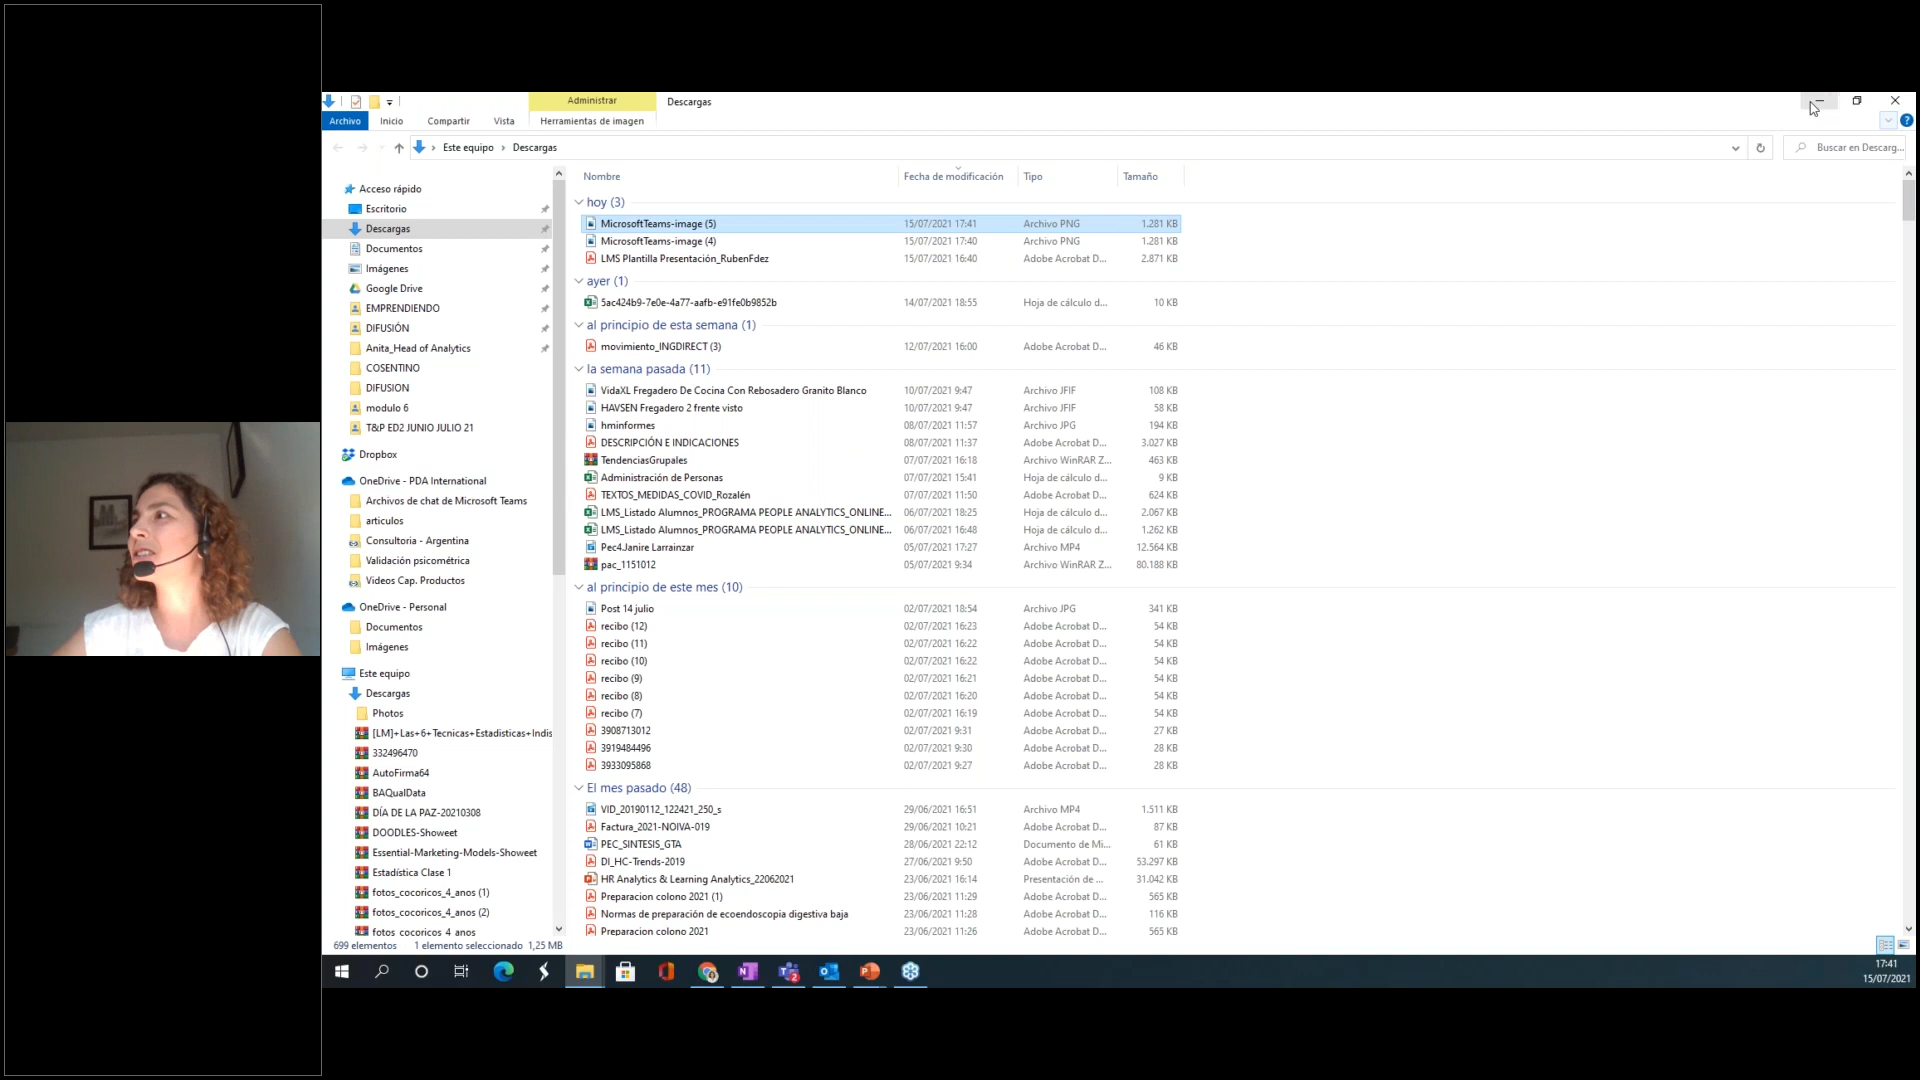 Administrar Descargas
Archivo Inicio Compartir Vista Herramientas de imagen
Este equipo > Descargas Buscar en Descarg...
Nombre Fecha de modificación Tipo Tamaño
Acceso rápido
Escritorio
Descargas
Documentos
Imágenes
Google Drive
EMPRENDIENDO
DIFUSIÓN
Anita_Head of Analytics
COSENTINO
DIFUSION
modulo 6
T&P ED2 JUNIO JULIO 21
Dropbox
OneDrive - PDA International
Archivos de chat de Microsoft Teams
articulos
Consultoria - Argentina
Validación psicométrica
Videos Cap. Productos
OneDrive - Personal
Documentos
Imágenes
Este equipo
Descargas
Photos
[LM]+Las+6+Tecnicas+Estadisticas+Indis
332496470
AutoFirma64
BAQualData
DÍA DE LA PAZ-20210308
DOODLES-Showeet
Essential-Marketing-Models-Showeet
Estadística Clase 1
fotos_cocoricos_4_anos (1)
fotos_cocoricos_4_anos (2)
fotos_cocoricos_4_anos
hoy (3)
MicrosoftTeams-image (5) 15/07/2021 17:41 Archivo PNG 1.281 KB
MicrosoftTeams-image (4) 15/07/2021 17:40 Archivo PNG 1.281 KB
LMS Plantilla Presentación_RubenFdez 15/07/2021 16:40 Adobe Acrobat D... 2.871 KB
ayer (1)
5ac424b9-7e0e-4a77-aafb-e91fe0b9852b 14/07/2021 18:55 Hoja de cálculo d... 10 KB
al principio de esta semana (1)
movimiento_INGDIRECT (3) 12/07/2021 16:00 Adobe Acrobat D... 46 KB
la semana pasada (11)
VidaXL Fregadero De Cocina Con Rebosadero Granito Blanco 10/07/2021 9:47 Archivo JFIF 108 KB
HAVSEN Fregadero 2 frente visto 10/07/2021 9:47 Archivo JFIF 58 KB
hminformes 08/07/2021 11:57 Archivo JPG 194 KB
DESCRIPCIÓN E INDICACIONES 08/07/2021 11:37 Adobe Acrobat D... 3.027 KB
TendenciasGrupales 07/07/2021 16:18 Archivo WinRAR Z... 463 KB
Administración de Personas 07/07/2021 15:41 Hoja de cálculo d... 9 KB
TEXTOS_MEDIDAS_COVID_Rozalén 07/07/2021 11:50 Adobe Acrobat D... 624 KB
LMS_Listado Alumnos_PROGRAMA PEOPLE ANALYTICS_ONLINE... 06/07/2021 18:25 Hoja de cálculo d... 2.067 KB
LMS_Listado Alumnos_PROGRAMA PEOPLE ANALYTICS_ONLINE... 06/07/2021 16:48 Hoja de cálculo d... 1.262 KB
Pec4.Janire Larrainzar 05/07/2021 17:27 Archivo MP4 12.564 KB
pac_1151012 05/07/2021 9:34 Archivo WinRAR Z... 80.188 KB
al principio de este mes (10)
Post 14 julio 02/07/2021 18:54 Archivo JPG 341 KB
recibo (12) 02/07/2021 16:23 Adobe Acrobat D... 54 KB
recibo (11) 02/07/2021 16:22 Adobe Acrobat D... 54 KB
recibo (10) 02/07/2021 16:22 Adobe Acrobat D... 54 KB
recibo (9) 02/07/2021 16:21 Adobe Acrobat D... 54 KB
recibo (8) 02/07/2021 16:20 Adobe Acrobat D... 54 KB
recibo (7) 02/07/2021 16:19 Adobe Acrobat D... 54 KB
3908713012 02/07/2021 9:31 Adobe Acrobat D... 27 KB
3919484496 02/07/2021 9:30 Adobe Acrobat D... 28 KB
3933095868 02/07/2021 9:27 Adobe Acrobat D... 28 KB
El mes pasado (48)
VID_20190112_122421_250_s 29/06/2021 16:51 Archivo MP4 1.511 KB
Factura_2021-NOIVA-019 29/06/2021 10:21 Adobe Acrobat D... 87 KB
PEC_SINTESIS_GTA 28/06/2021 22:12 Documento de Mi... 61 KB
DI_HC-Trends-2019 27/06/2021 9:50 Adobe Acrobat D... 53.297 KB
HR Analytics & Learning Analytics_22062021 23/06/2021 16:14 Presentación de ... 31.042 KB
Preparacion colono 2021 (1) 23/06/2021 11:29 Adobe Acrobat D... 565 KB
Normas de preparación de ecoendoscopia digestiva baja 23/06/2021 11:28 Adobe Acrobat D... 116 KB
Preparacion colono 2021 23/06/2021 11:26 Adobe Acrobat D... 565 KB
699 elementos 1 elemento seleccionado 1,25 MB
17:41
15/07/2021